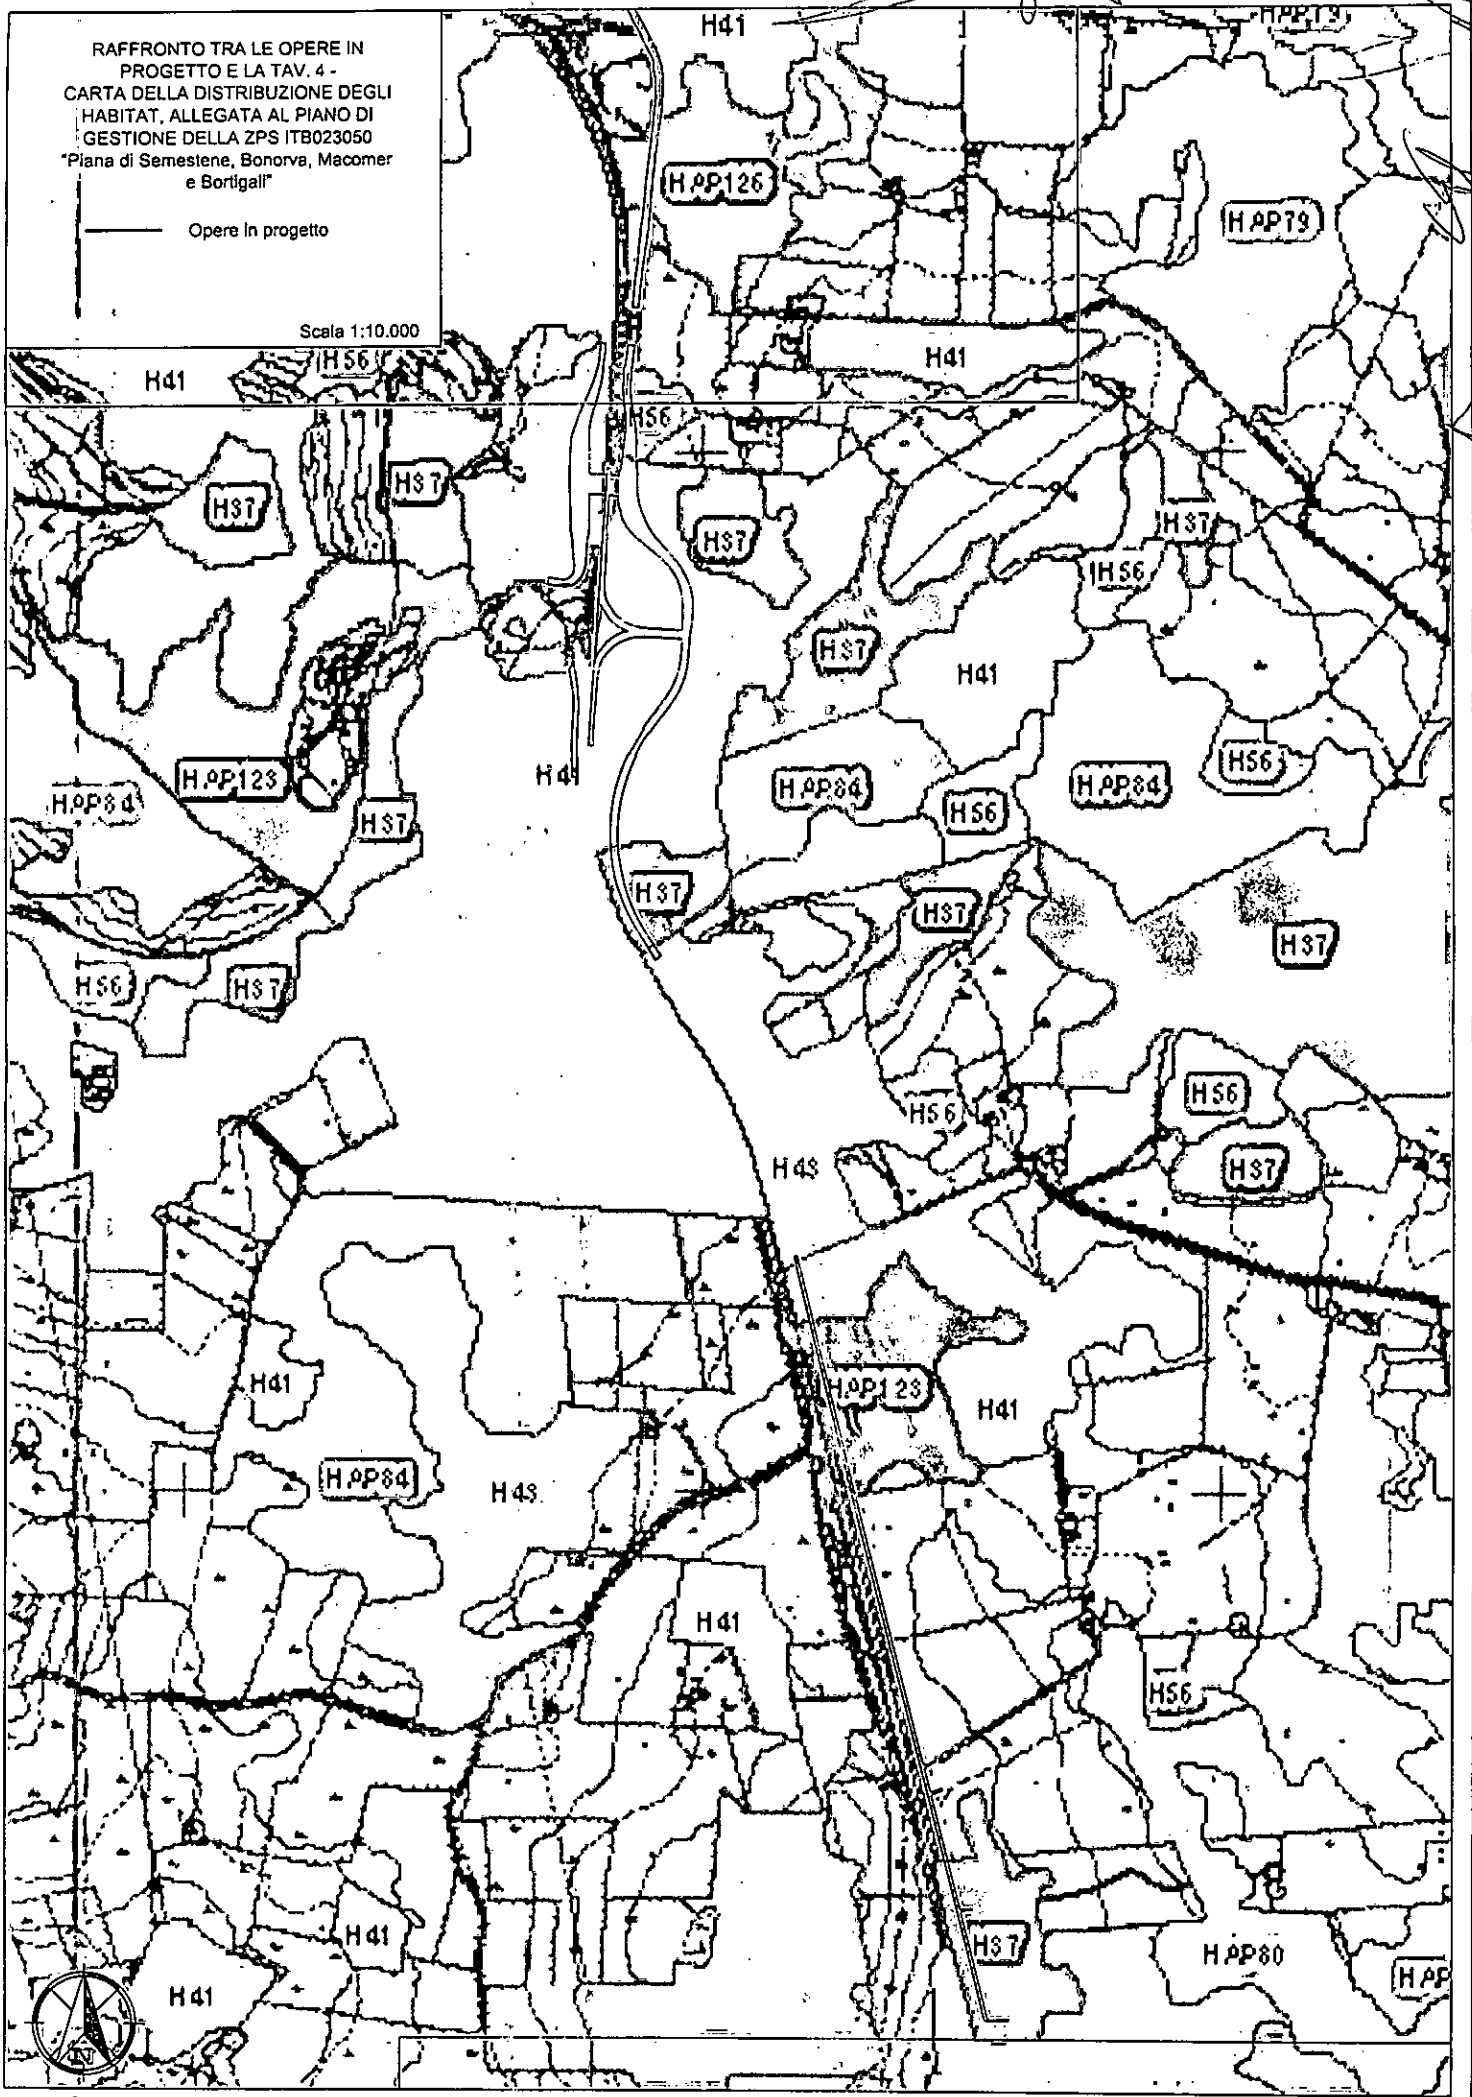 RAFFRONTO TRA LE OPERE IN
PROGETTO E LA TAV. 4 -
CARTA DELLA DISTRIBUZIONE DEGLI
HABITAT, ALLEGATA AL PIANO DI
GESTIONE DELLA ZPS ITB023050
"Piana di Semestene, Bonorva, Macomer
e Bortigali"
Opere in progetto
Scala 1:10.000
H41
HAP79
HAP126
HAP79
H56
H41
H41
H56
H37
H37
H37
H37
H56
H37
H41
HAP123
H41
HAP84
H56
HAP84
H56
HAP84
H37
H37
H37
H37
H56
H37
H56
H56
H43
H37
H41
HAP123
H41
HAP84
H43
H41
H56
H41
H37
HAP80
HAP
H41
N